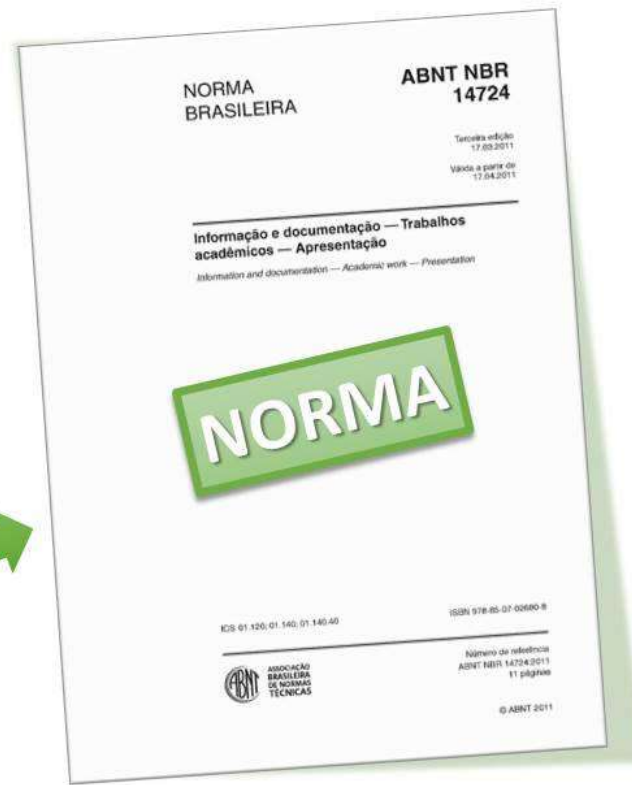 NORMA
BRASILEIRA
ABNT NBR
14724
Terceira edição
17.03.2011
Válida a partir de
17.04.2011
Informação e documentação — Trabalhos
acadêmicos — Apresentação
Information and documentation — Academic work — Presentation
NORMA
ICS 01.120; 01.140; 01.140.40
ISBN 978-85-07-02680-8
ABNT
ASSOCIAÇÃO
BRASILEIRA
DE NORMAS
TÉCNICAS
Número de referência
ABNT NBR 14724:2011
11 páginas
© ABNT 2011